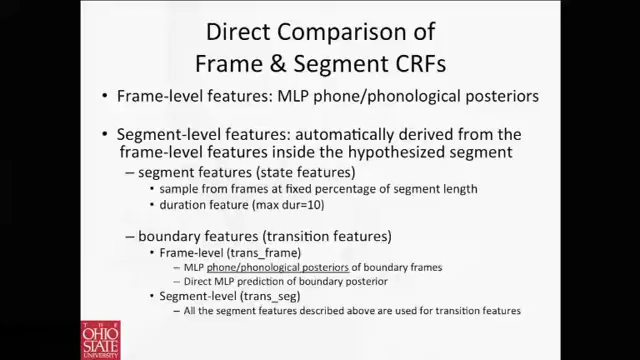 Direct Comparison of
Frame & Segment CRFs
• Frame-level features: MLP phone/phonological posteriors
• Segment-level features: automatically derived from the
frame-level features inside the hypothesized segment
– segment features (state features)
• sample from frames at fixed percentage of segment length
• duration feature (max dur=10)
– boundary features (transition features)
• Frame-level (trans_frame)
– MLP phone/phonological posteriors of boundary frames
– Direct MLP prediction of boundary posterior
• Segment-level (trans_seg)
– All the segment features described above are used for transition features
THE
OHIO
STATE
UNIVERSITY